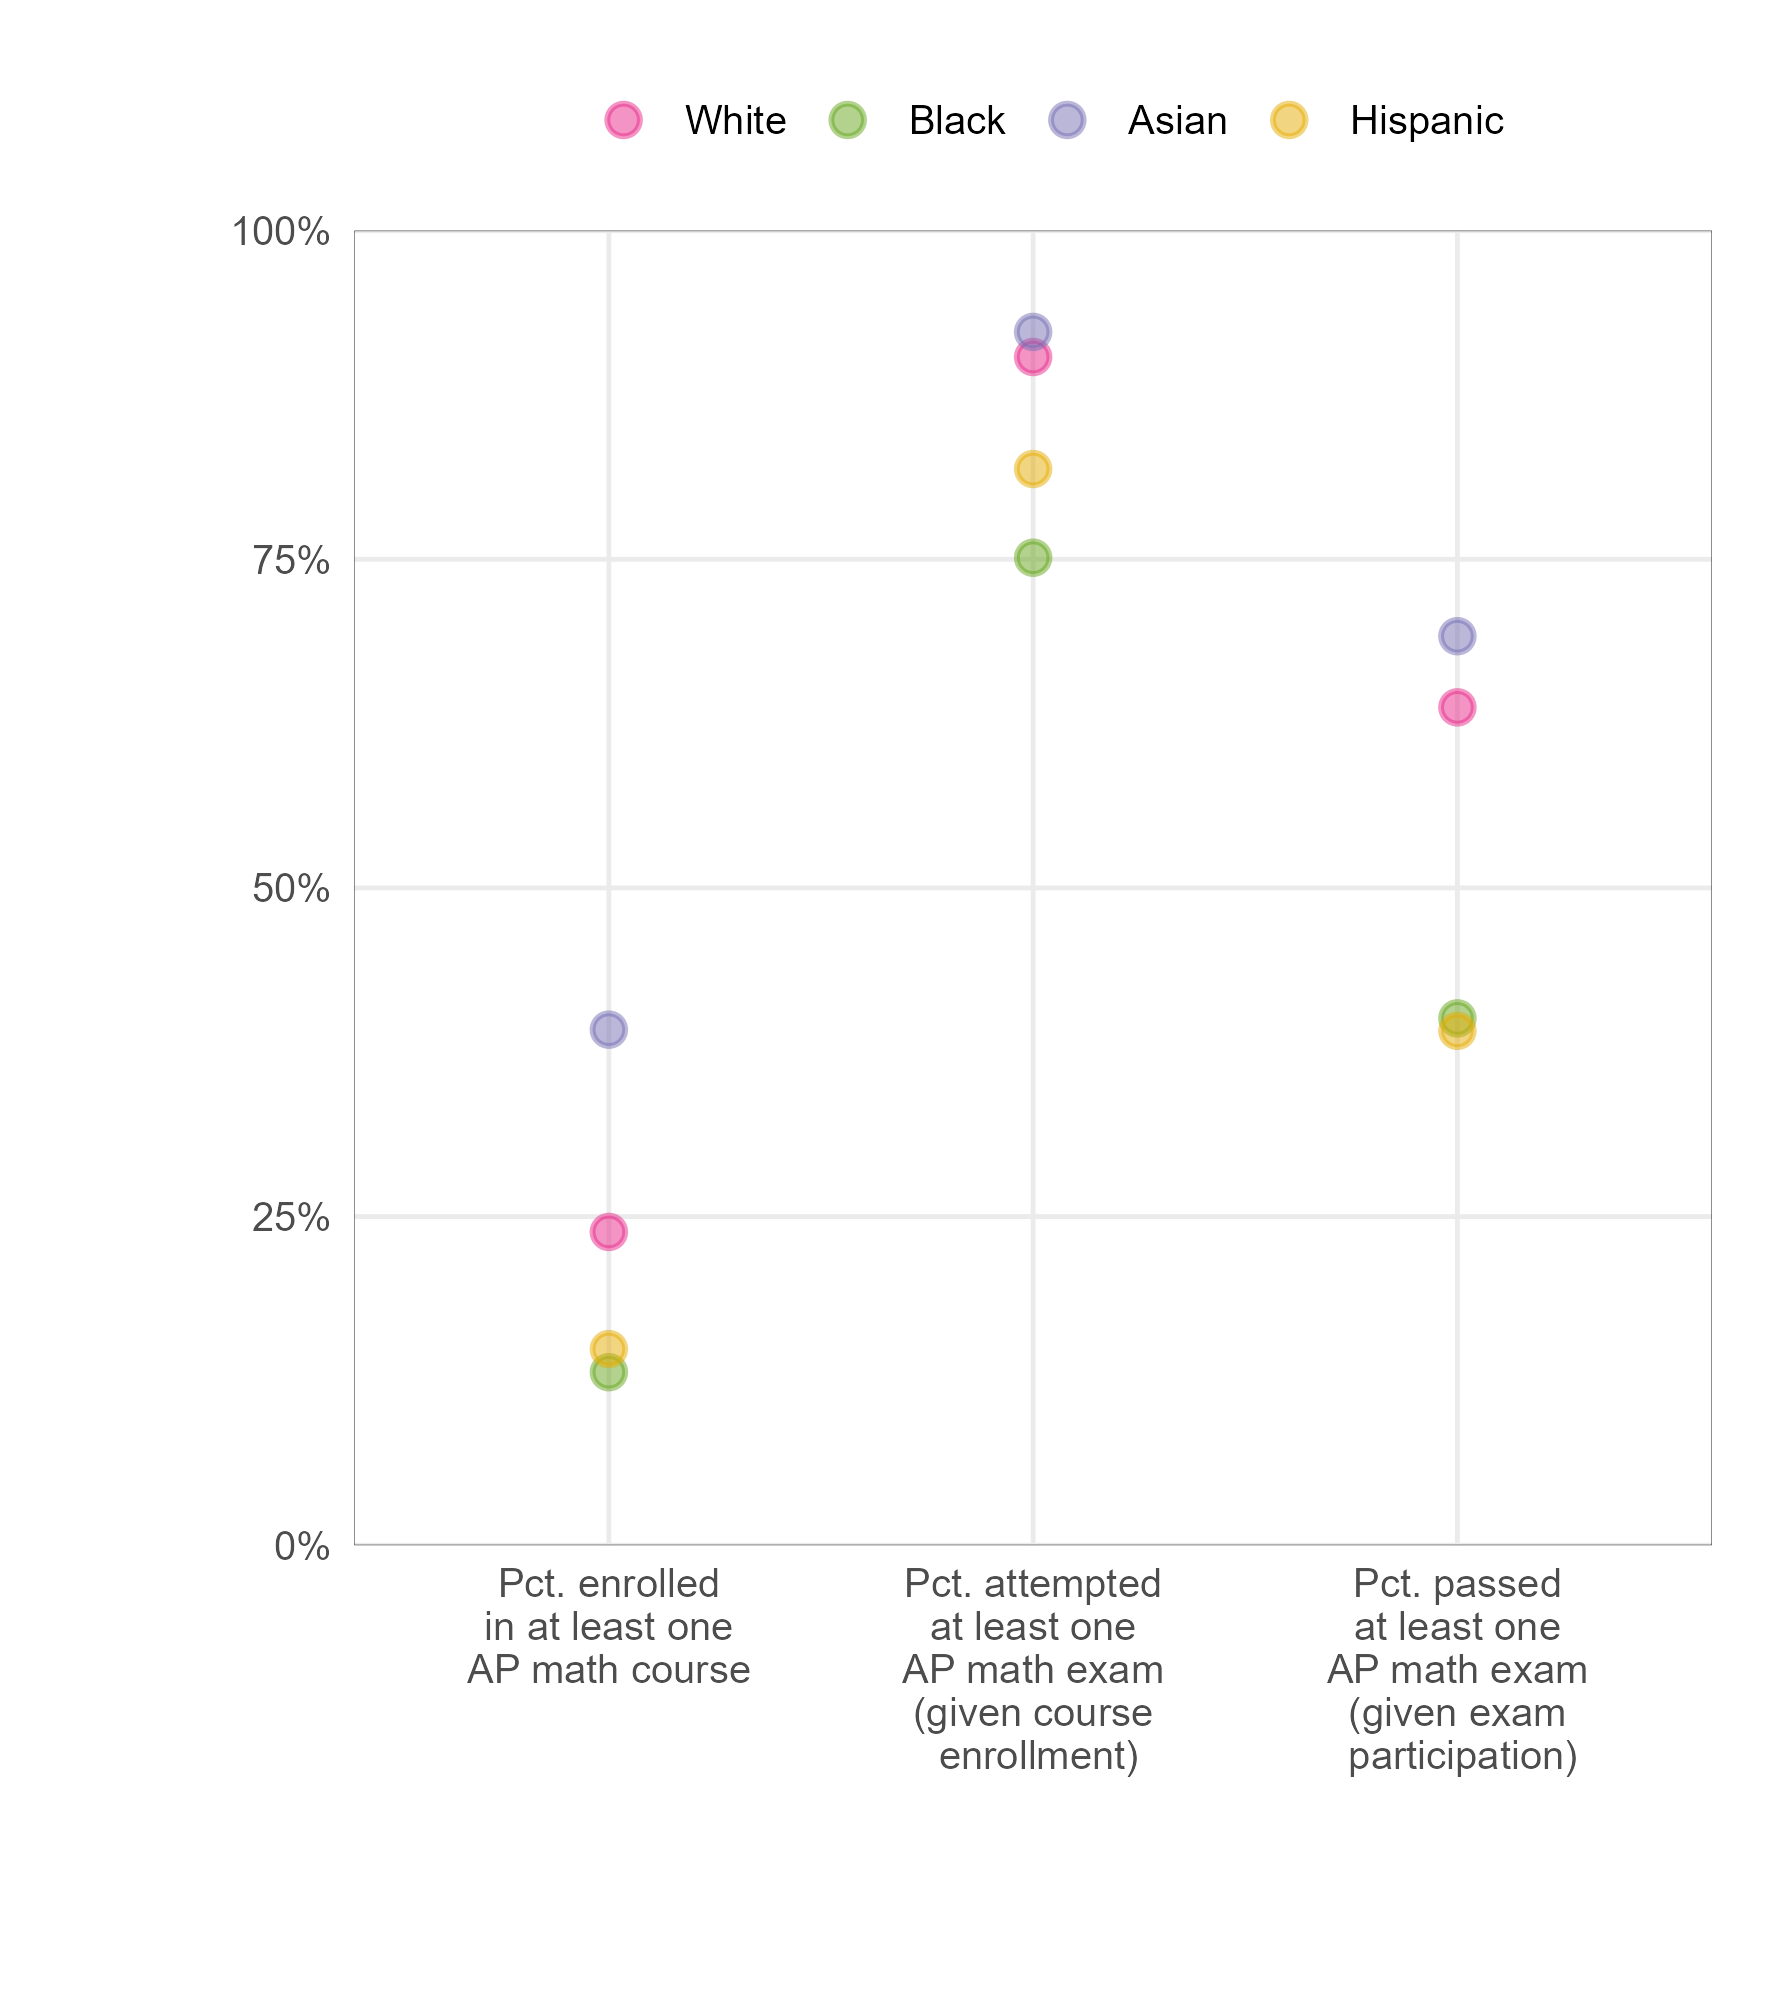 White Black Asian Hispanic
100%
75%
50%
25%
0%
Pct. enrolled
in at least one
AP math course
Pct. attempted
at least one
AP math exam
(given course
enrollment)
Pct. passed
at least one
AP math exam
(given exam
participation)